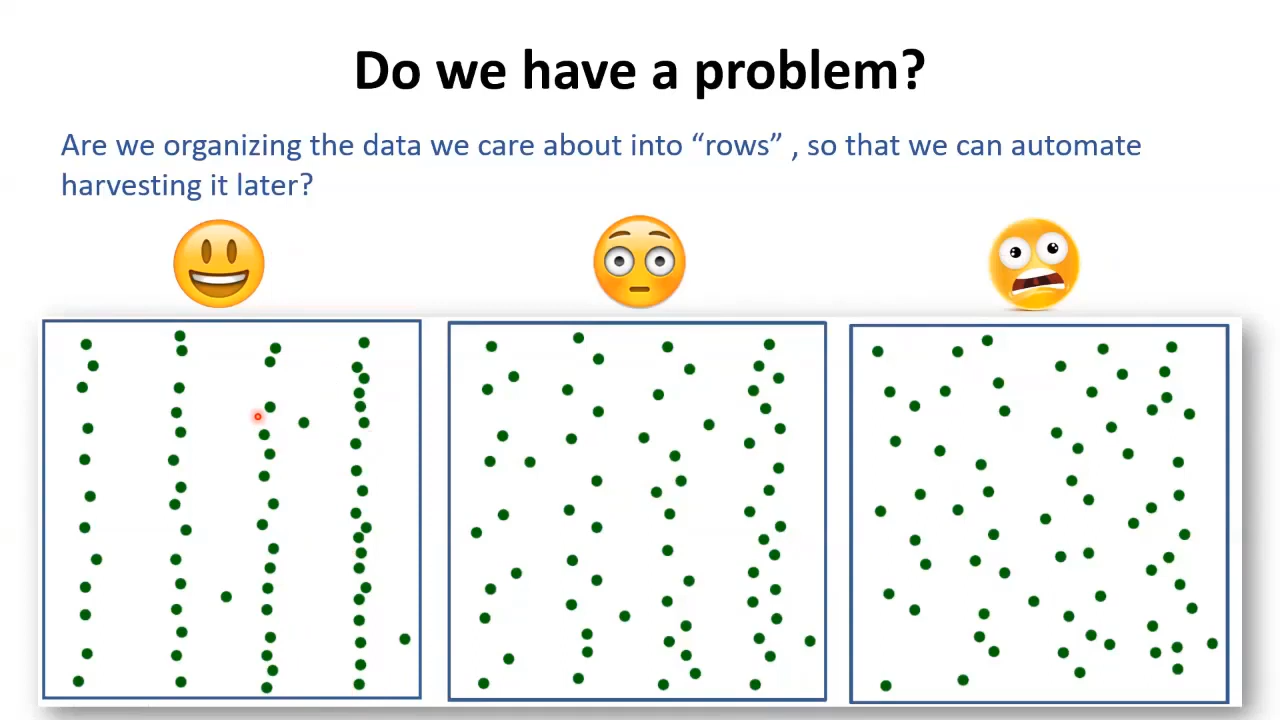 Do we have a problem?
Are we organizing the data we care about into “rows” , so that we can automate
harvesting it later?